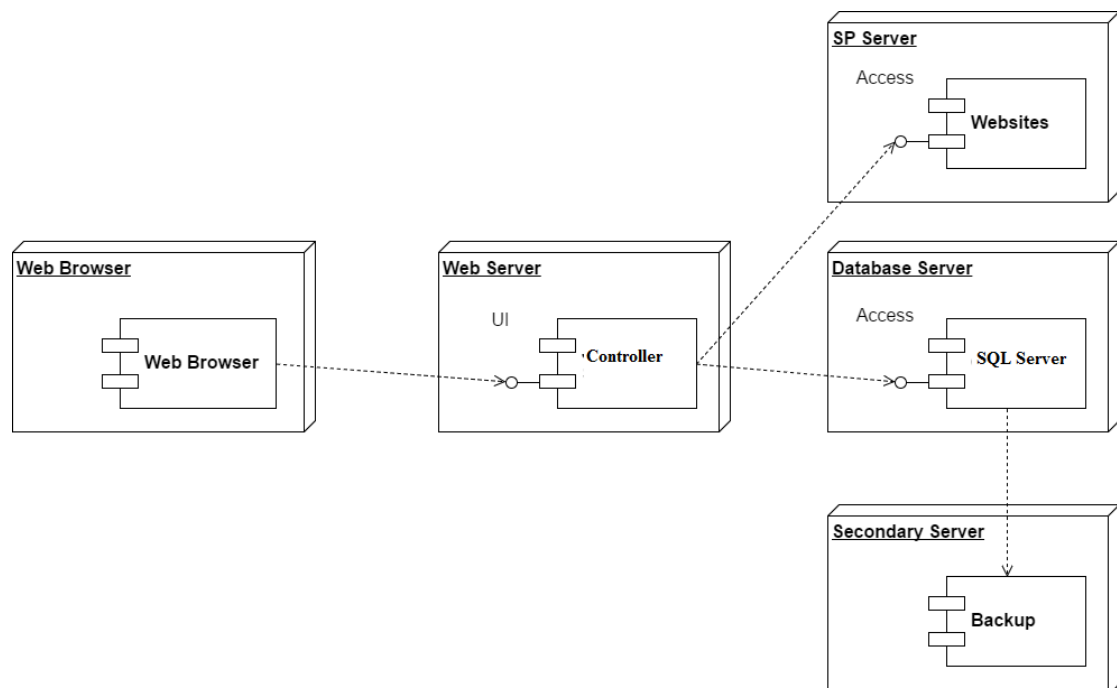 SP Server
Access
Websites
Web Browser
Web Browser
Web Server
UI
Controller
Database Server
Access
SQL Server
Secondary Server
Backup